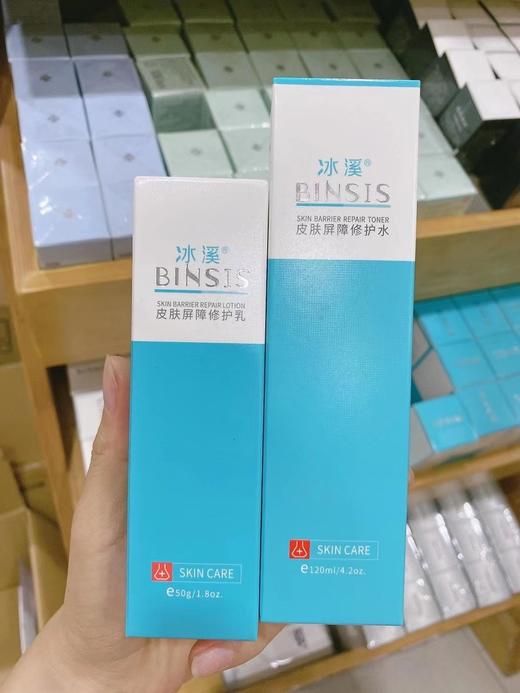 冰溪®
BINSIS
SKIN BARRIER REPAIR LOTION
皮肤屏障修护乳
SKIN CARE
℮50g/1.8oz.
冰溪®
BINSIS
SKIN BARRIER REPAIR TONER
皮肤屏障修护水
SKIN CARE
℮120ml/4.2oz.